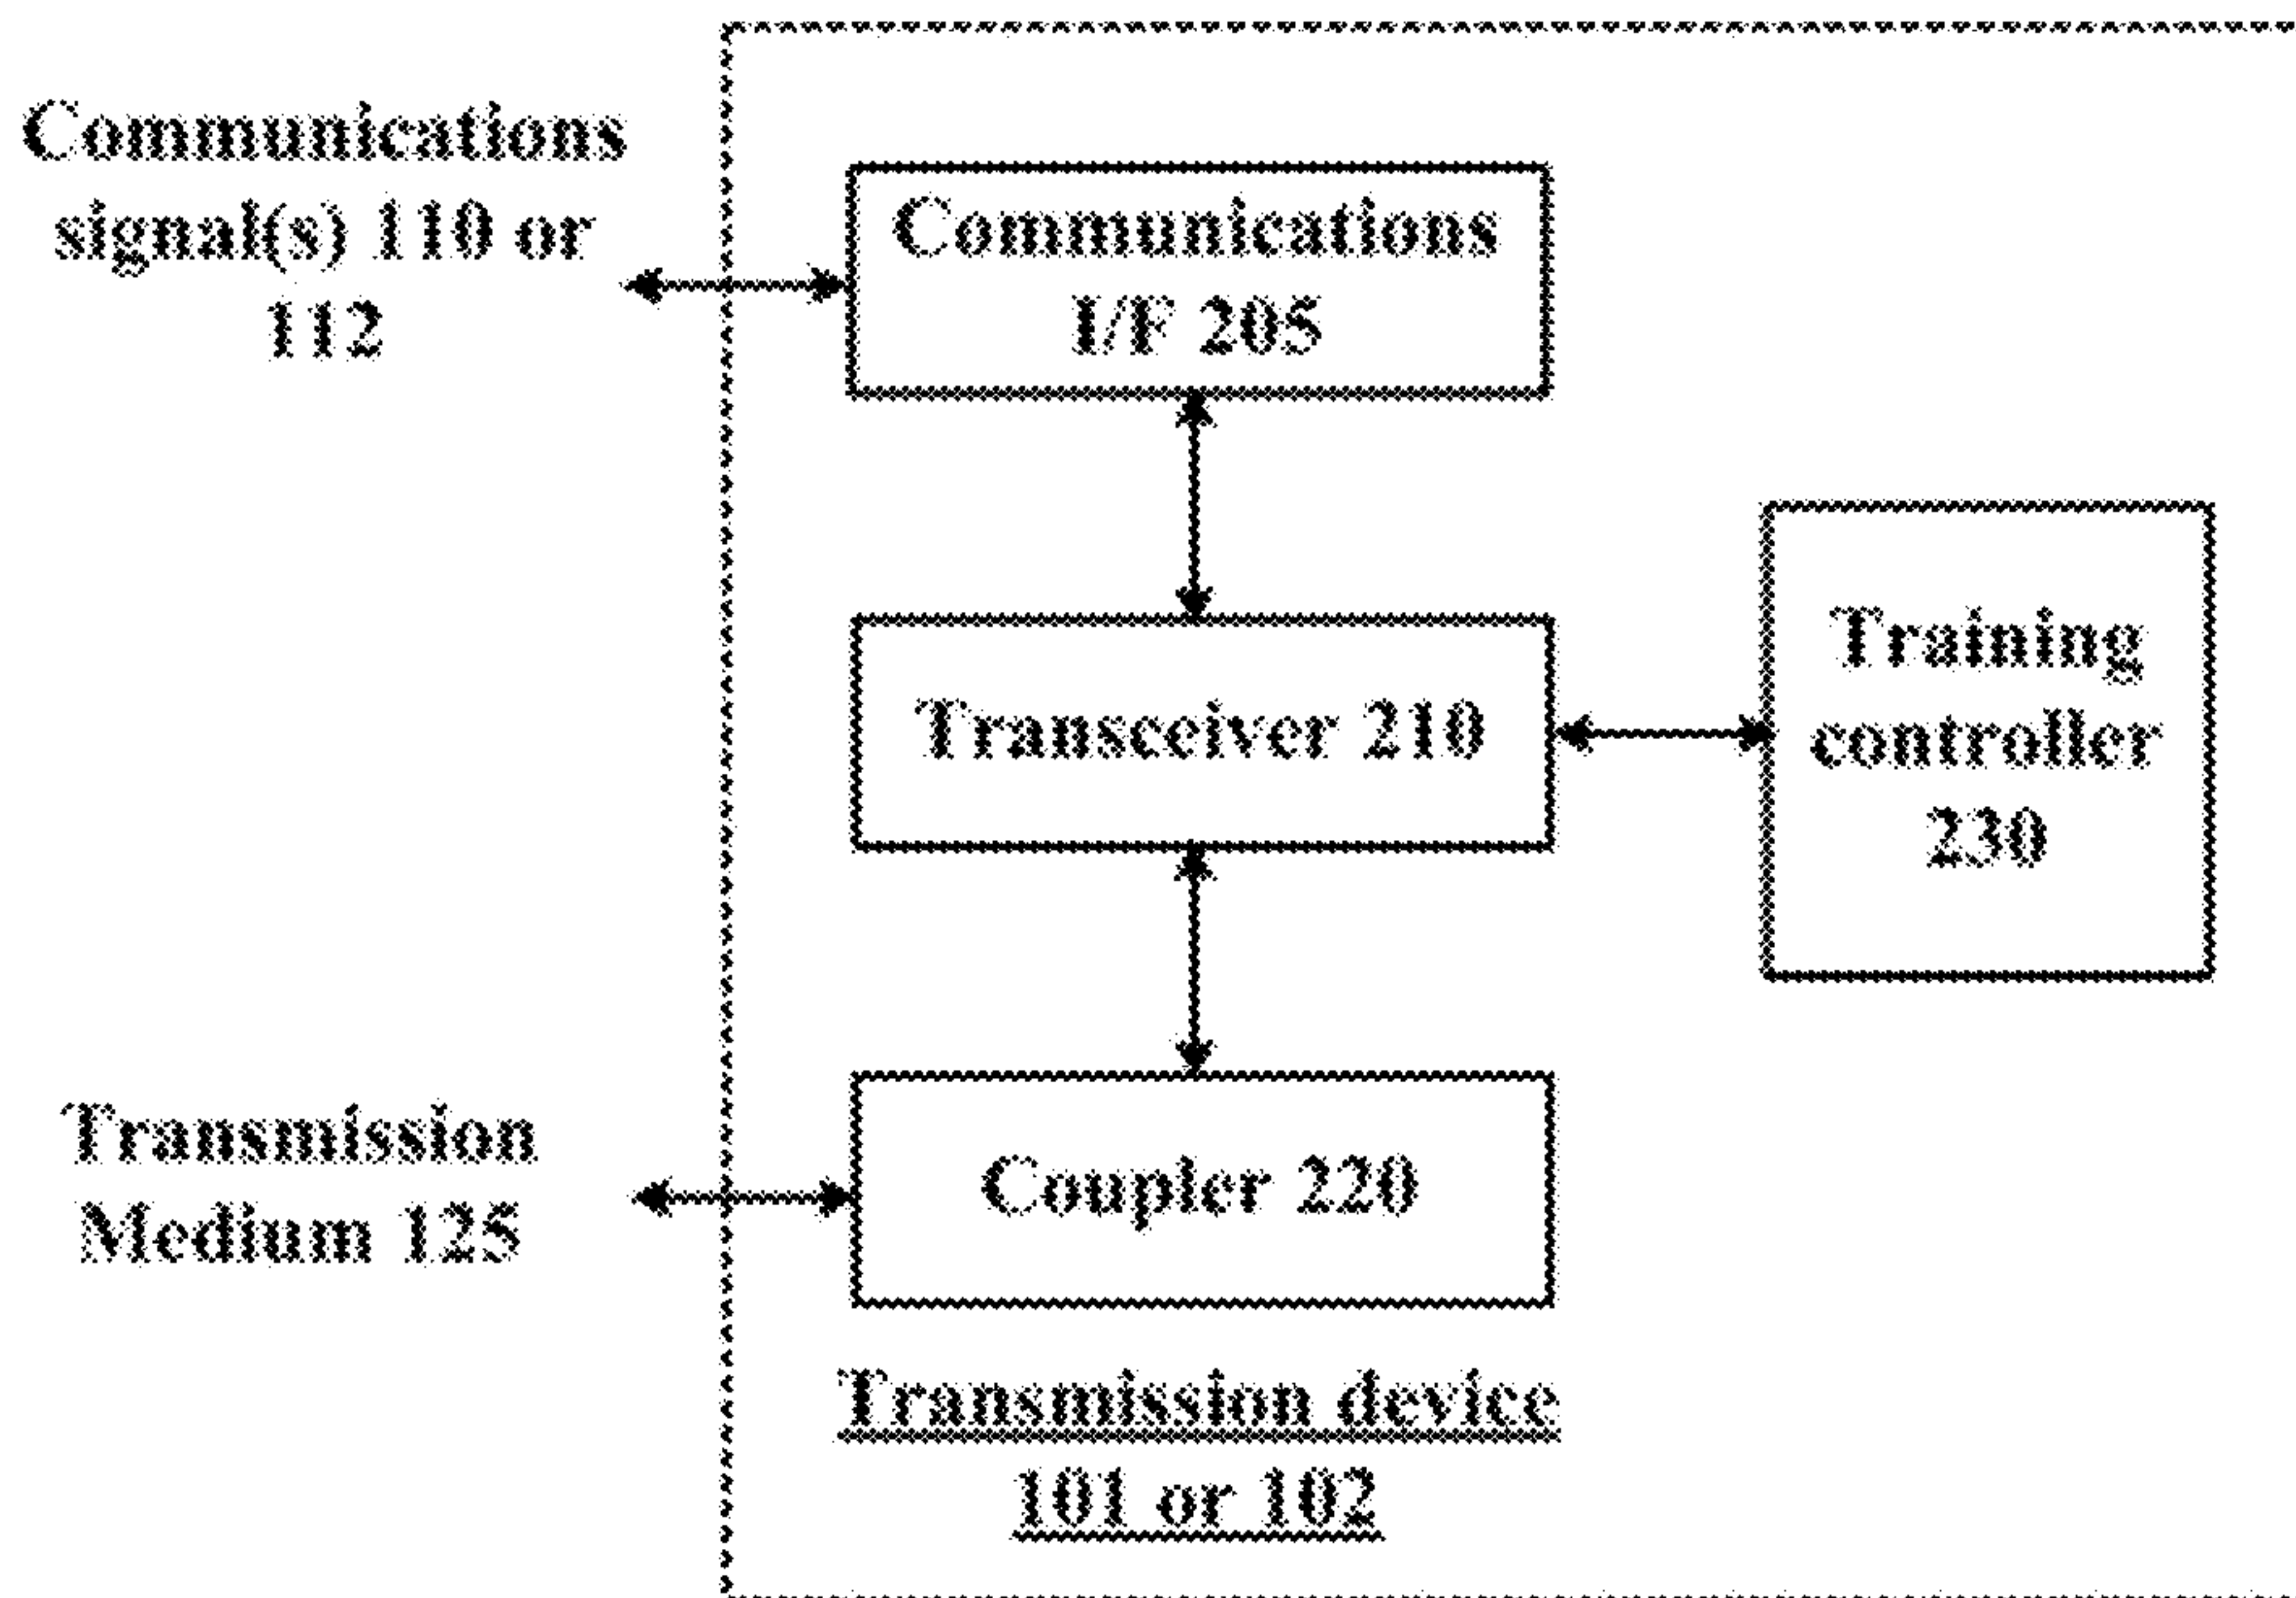 Communications
signal(s) 110 or
112
Communications
I/F 205
Transceiver 210
Training
controller
230
Transmission
Medium 125
Coupler 220
Transmission device
101 or 102